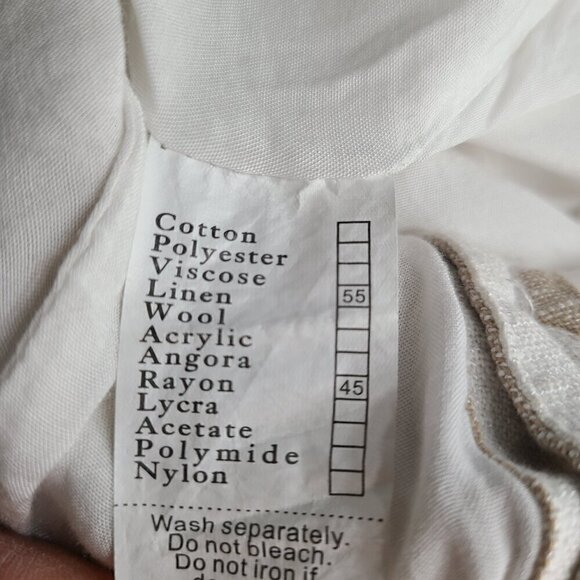 Cotton
Polyester
Viscose
Linen 55
Wool
Acrylic
Angora
Rayon 45
Lycra
Acetate
Polymide
Nylon
Wash separately.
Do not bleach.
Do not iron if